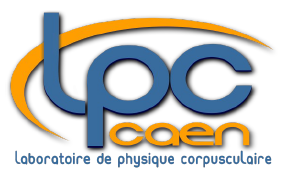 lpc
caen
laboratoire de physique corpusculaire